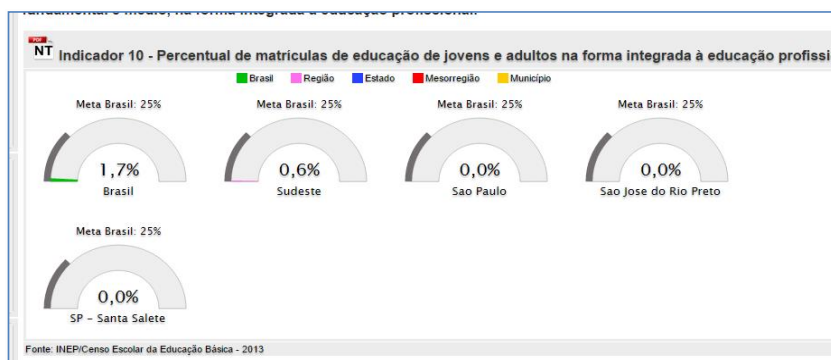 fundamental e médio, na forma integrada à educação profissional.
PDF
NT
Indicador 10 - Percentual de matrículas de educação de jovens e adultos na forma integrada à educação profissi
Brasil Região Estado Mesorregião Município
Meta Brasil: 25% Meta Brasil: 25% Meta Brasil: 25% Meta Brasil: 25%
1,7% 0,6% 0,0% 0,0%
Brasil Sudeste Sao Paulo Sao Jose do Rio Preto
Meta Brasil: 25%
0,0%
SP - Santa Salete
Fonte: INEP/Censo Escolar da Educação Básica - 2013